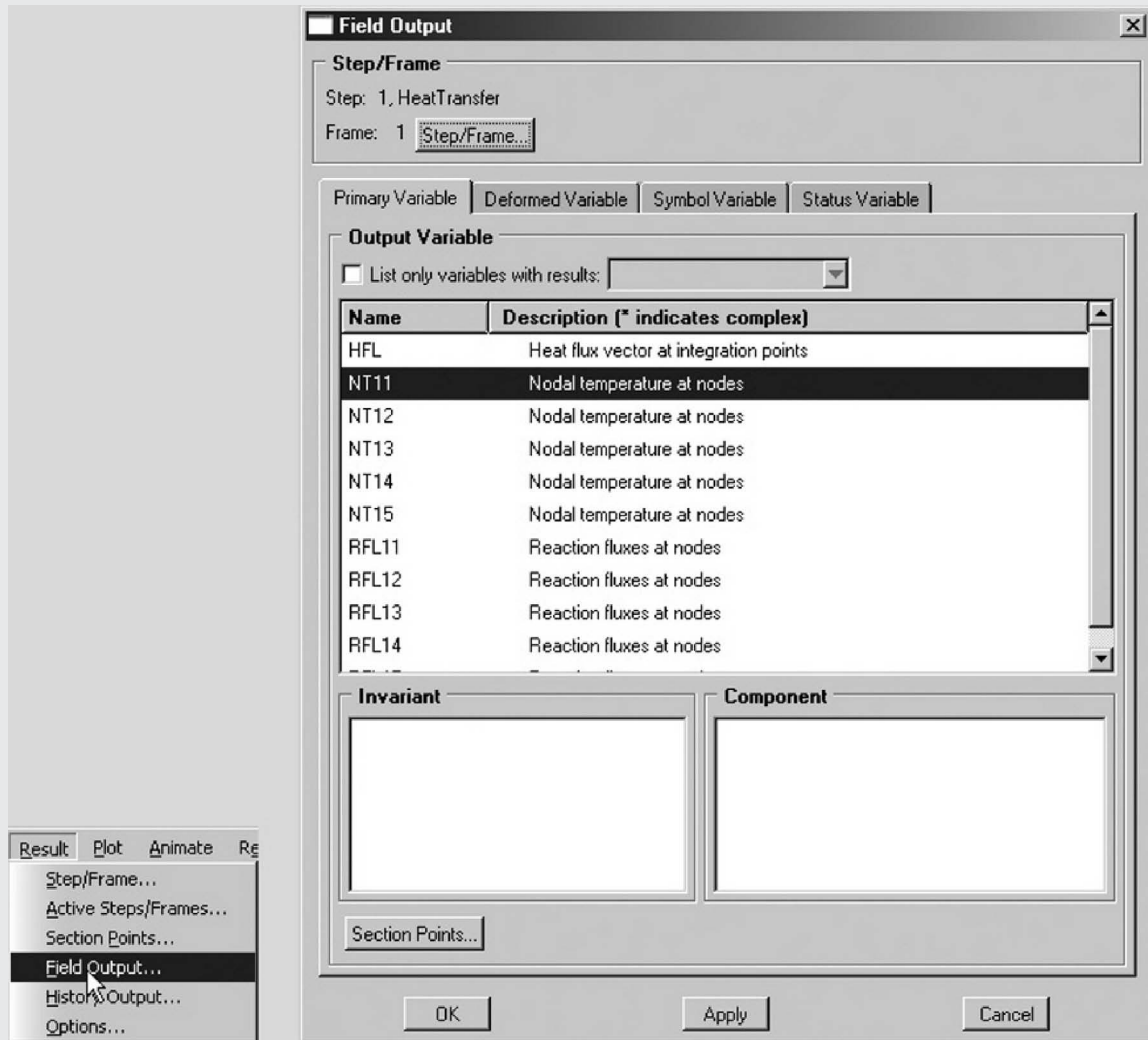 Field Output
Step/Frame
Step: 1, HeatTransfer
Frame: 1 Step/Frame...
Primary Variable Deformed Variable Symbol Variable Status Variable
Output Variable
List only variables with results:
Name Description (* indicates complex)
HFL Heat flux vector at integration points
NT11 Nodal temperature at nodes
NT12 Nodal temperature at nodes
NT13 Nodal temperature at nodes
NT14 Nodal temperature at nodes
NT15 Nodal temperature at nodes
RFL11 Reaction fluxes at nodes
RFL12 Reaction fluxes at nodes
RFL13 Reaction fluxes at nodes
RFL14 Reaction fluxes at nodes
Invariant Component
Section Points...
OK Apply Cancel
Result Plot Animate
Step/Frame...
Active Steps/Frames...
Section Points...
Field Output...
History Output...
Options...